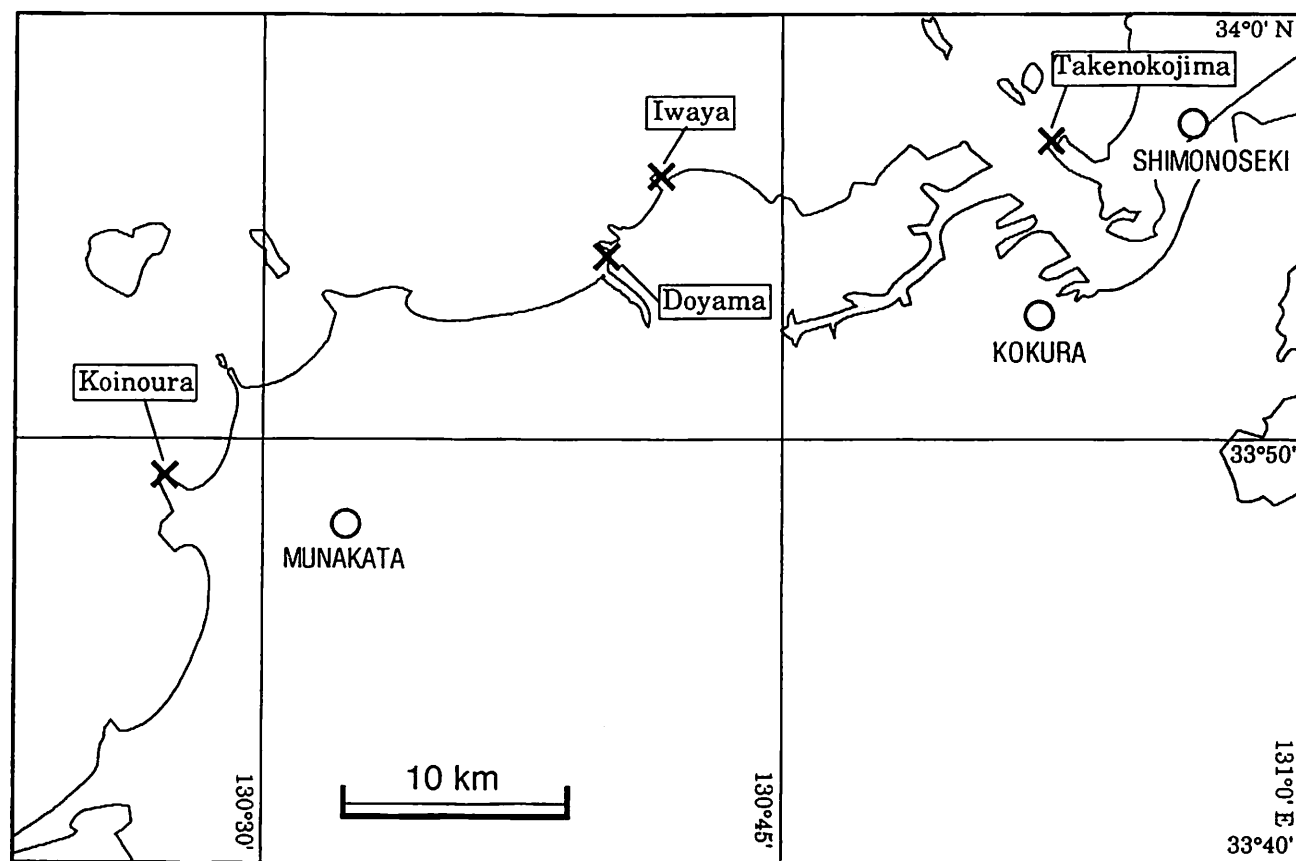 34°0' N
Takenokojima
Iwaya
SHIMONOSEKI
Doyama
KOKURA
Koinoura
33°50'
MUNAKATA
10 km
130°30'
130°45'
131°0' E
33°40'